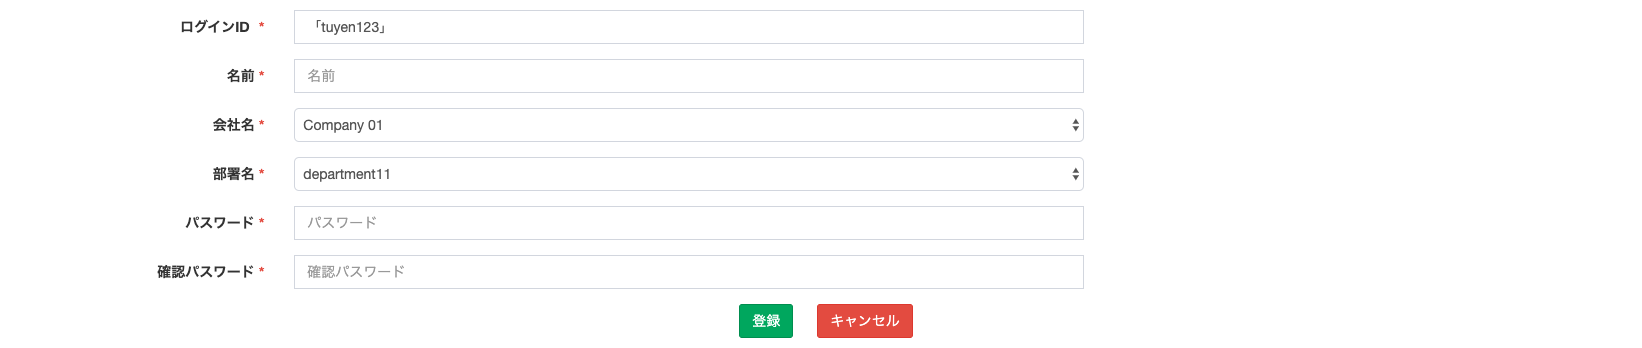 ログインID * 「tuyen123」
名前 * 名前
会社名 * Company 01
部署名 * department11
パスワード * パスワード
確認パスワード * 確認パスワード
登録 キャンセル